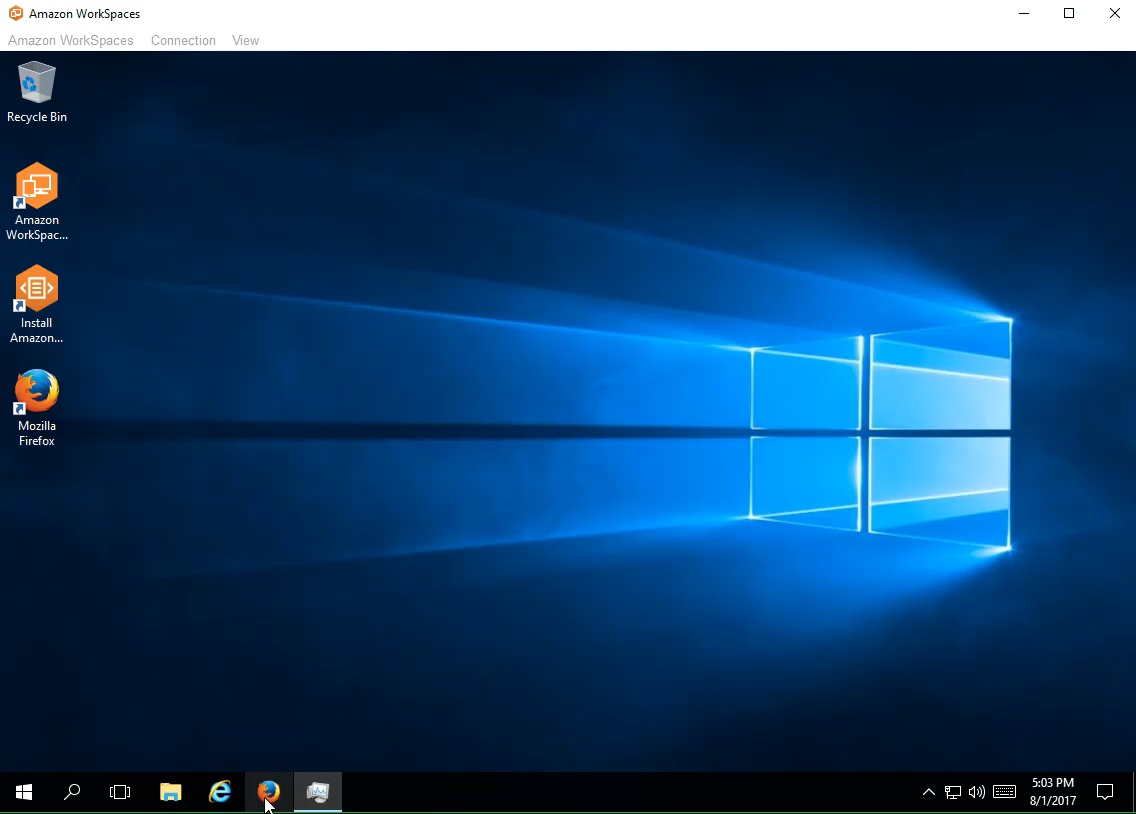 Amazon WorkSpaces
Amazon WorkSpaces Connection View
Recycle Bin
Amazon
WorkSpac...
Install
Amazon...
Mozilla
Firefox
5:03 PM
8/1/2017